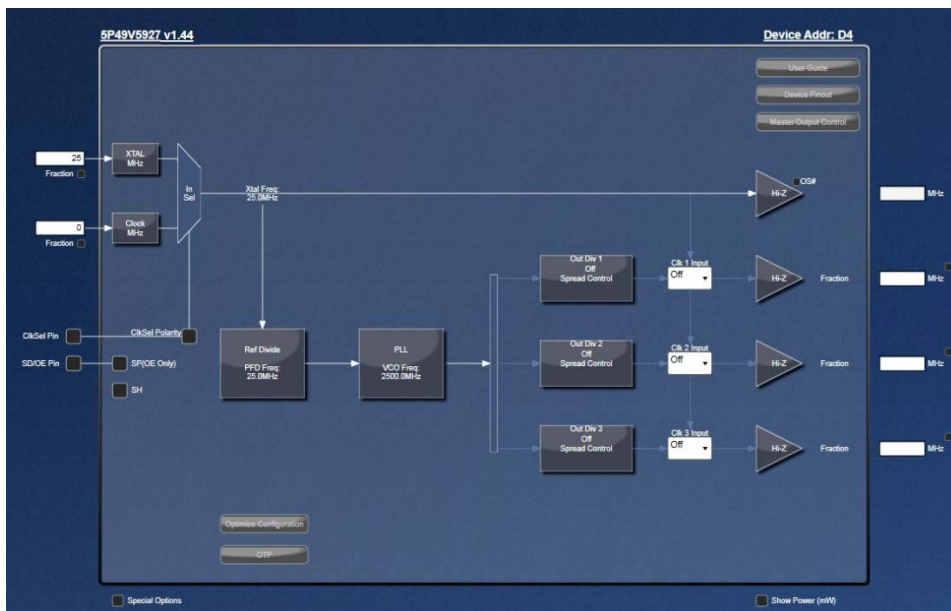 5P49V5927 v1.44
Device Addr: D4
User Guide
Device Pinout
Master Output Control
25
Fraction
XTAL
MHz
In
Sel
Xtal Freq:
25.0MHz
Hi-Z
OS#
MHz
0
Fraction
Clock
MHz
Out Div 1
Off
Spread Control
Clk 1 Input
Off
Hi-Z
Fraction
MHz
ClkSel Pin
ClkSel Polarity
SD/OE Pin
SP(OE Only)
SH
Ref Divide
PFD Freq:
25.0MHz
PLL
VCO Freq:
2500.0MHz
Out Div 2
Off
Spread Control
Clk 2 Input
Off
Hi-Z
Fraction
MHz
Out Div 3
Off
Spread Control
Clk 3 Input
Off
Hi-Z
Fraction
MHz
Optimize Configuration
OTP
Special Options
Show Power (mW)